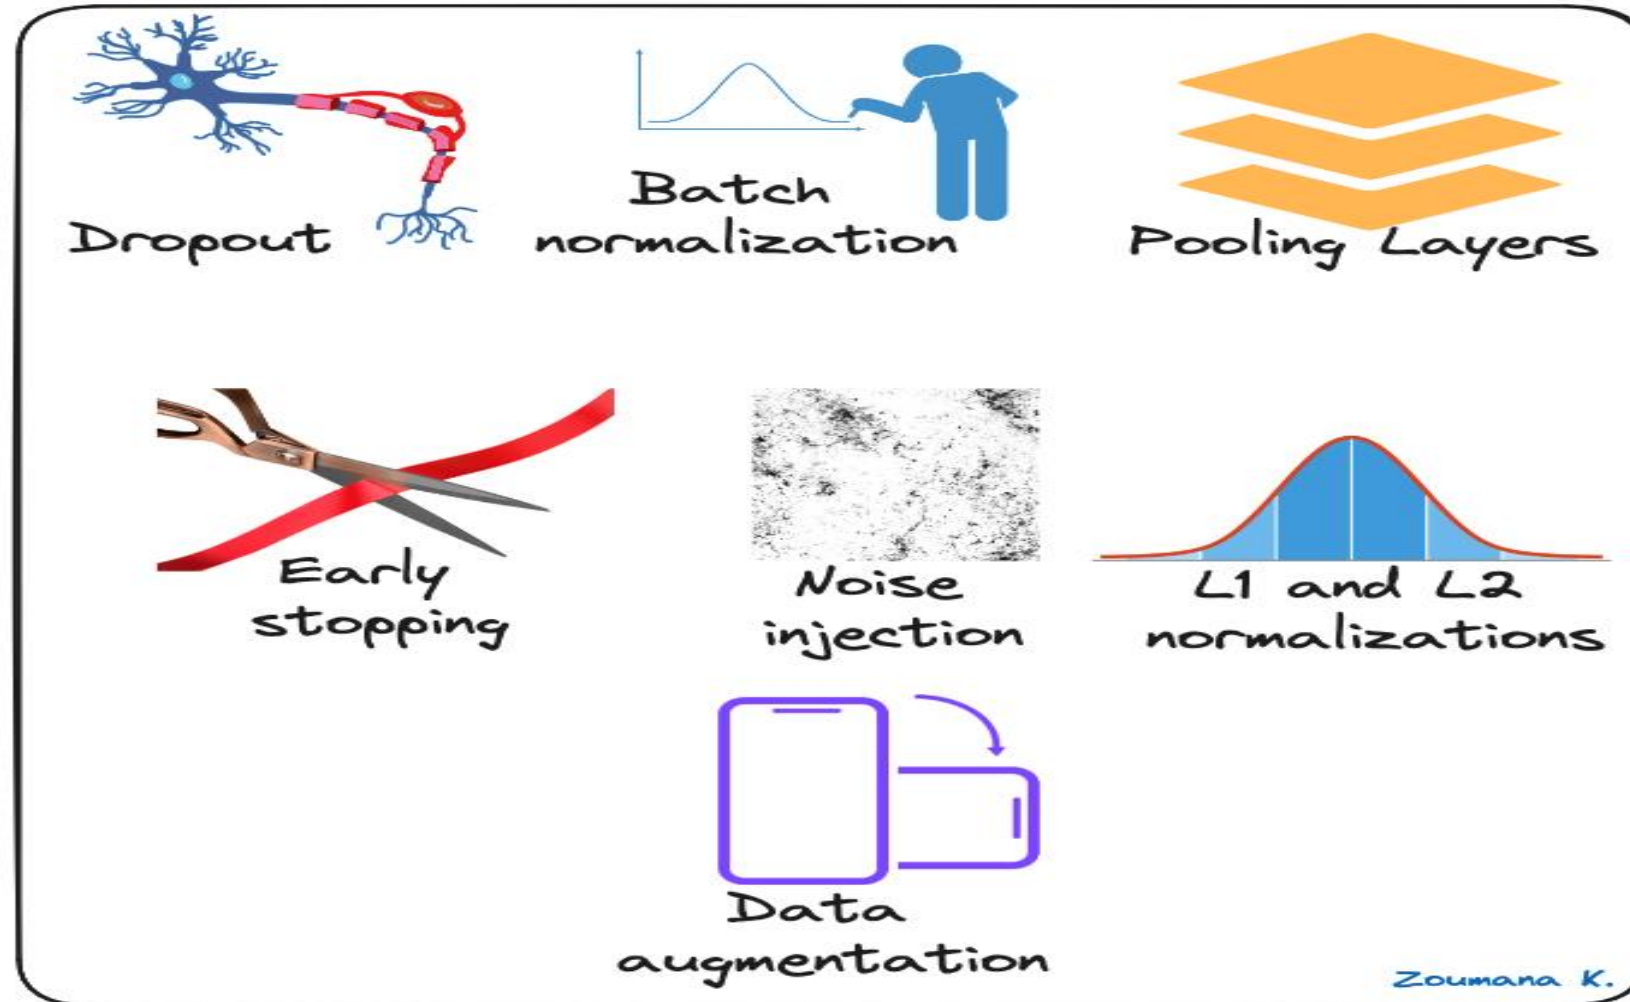 Dropout
Batch
normalization
Pooling Layers
Early
stopping
Noise
injection
L1 and L2
normalizations
Data
augmentation
Zoumana K.